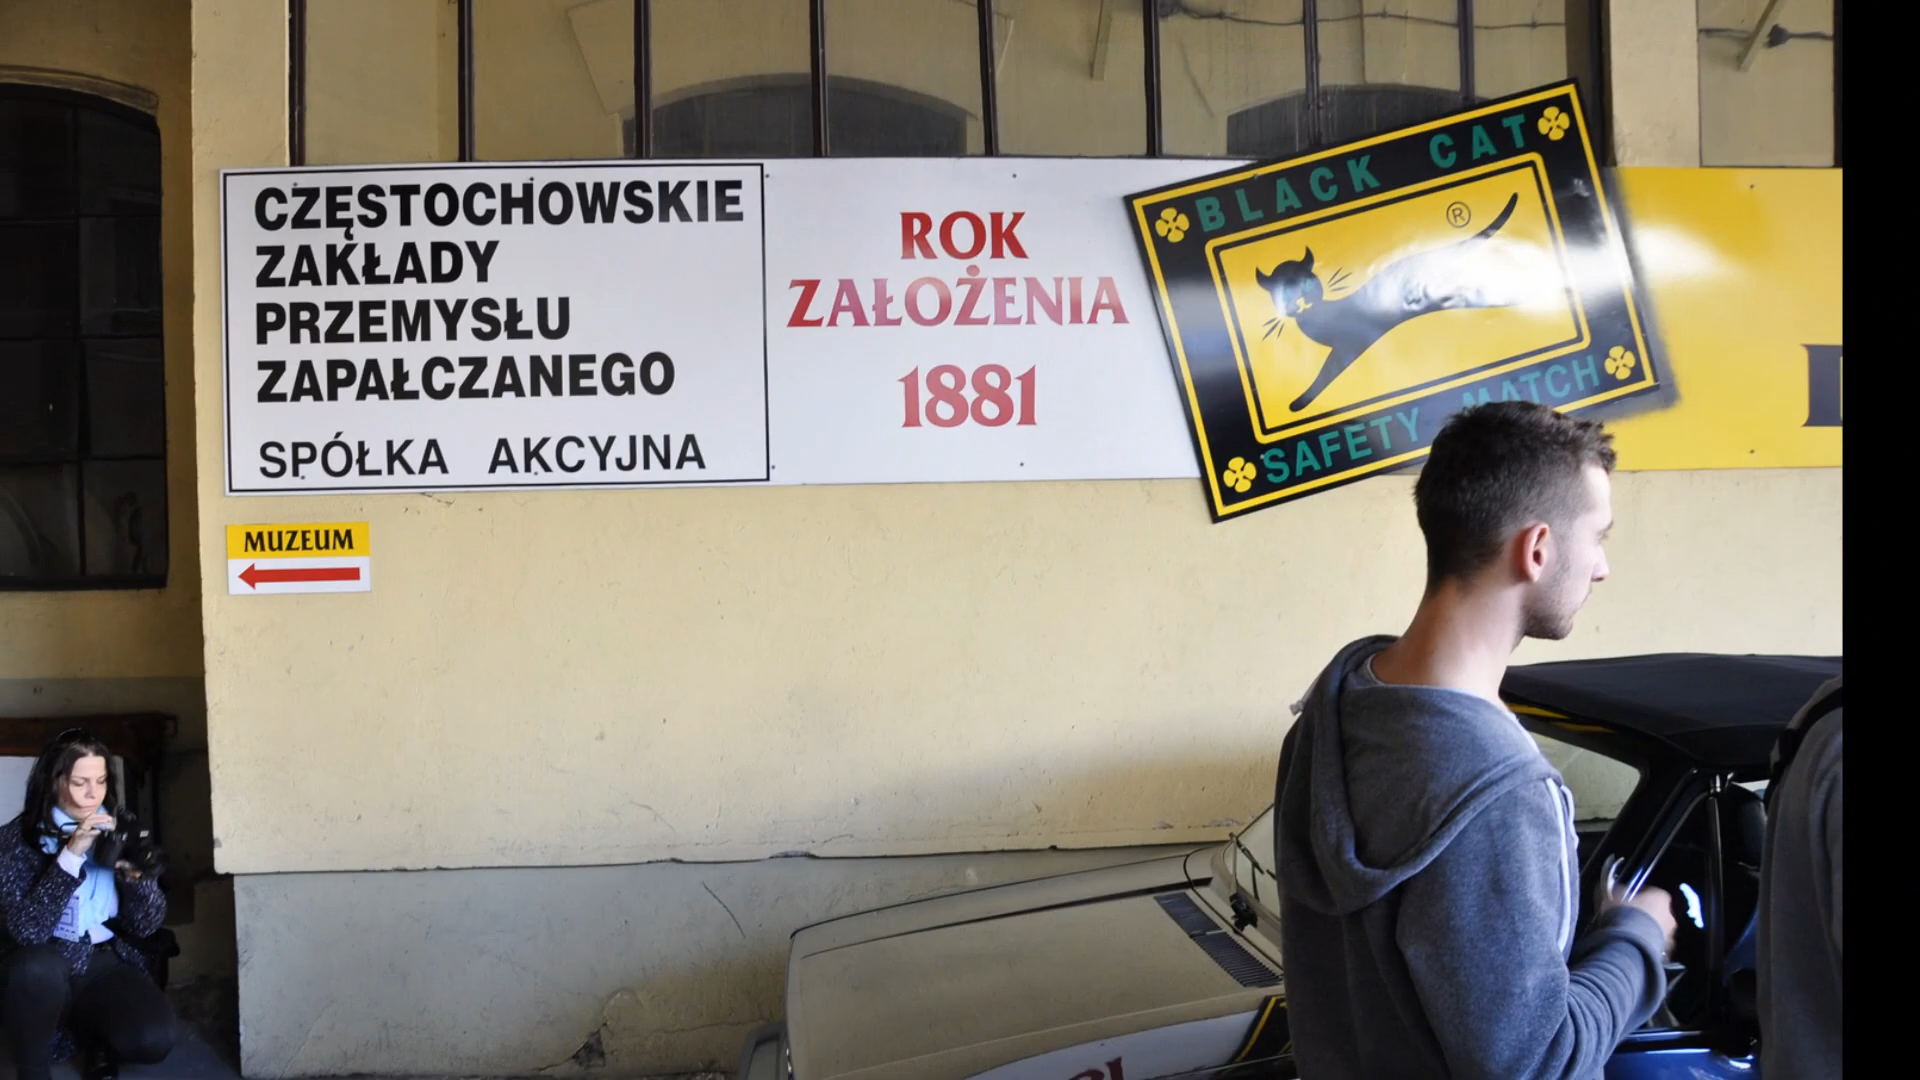 CZĘSTOCHOWSKIE
ZAKŁADY
PRZEMYSŁU
ZAPAŁCZANEGO
SPÓŁKA AKCYJNA
ROK
ZAŁOŻENIA
1881
BLACK CAT
®
SAFETY MATCH
MUZEUM